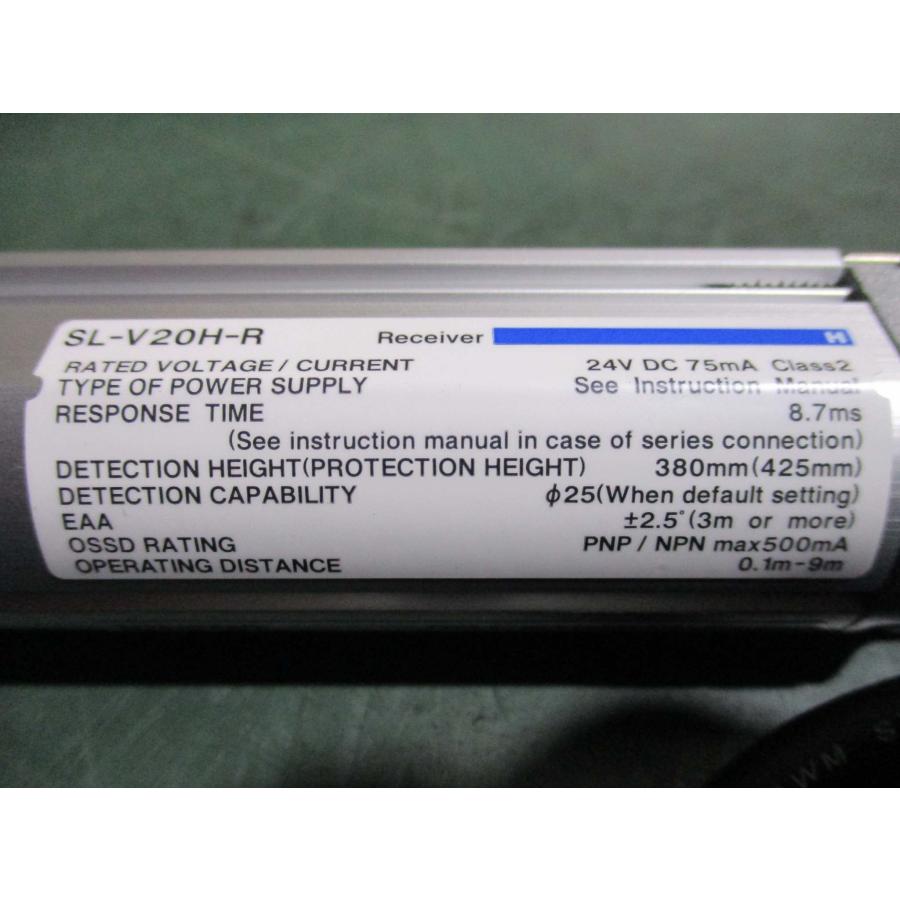 SL-V20H-R Receiver H
RATED VOLTAGE / CURRENT 24V DC 75mA Class2
TYPE OF POWER SUPPLY See Instruction Manual
RESPONSE TIME 8.7ms
(See instruction manual in case of series connection)
DETECTION HEIGHT(PROTECTION HEIGHT) 380mm(425mm)
DETECTION CAPABILITY ϕ25(When default setting)
EAA ±2.5°(3m or more)
OSSD RATING PNP / NPN max500mA
OPERATING DISTANCE 0.1m-9m